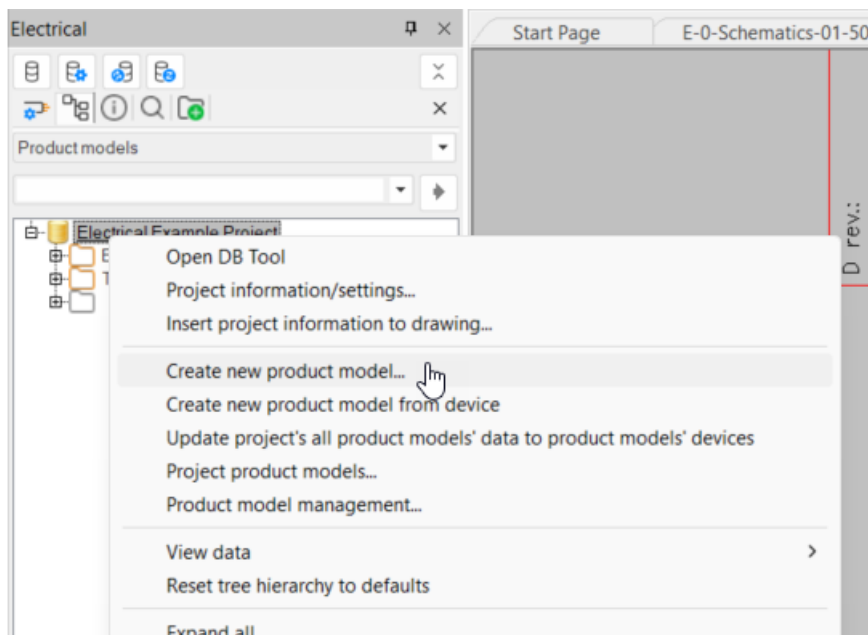 Electrical
Start Page
E-0-Schematics-01-50
Product models
Electrical Example Project
E
T
D rev.:
Open DB Tool
Project information/settings...
Insert project information to drawing...
Create new product model...
Create new product model from device
Update project's all product models' data to product models' devices
Project product models...
Product model management...
View data
Reset tree hierarchy to defaults
Expand all